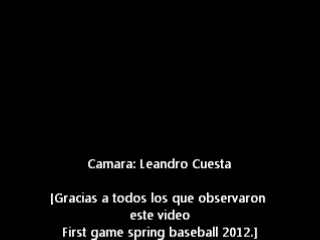 Camara: Leandro Cuesta
[Gracias a todos los que observaron
este video
First game spring baseball 2012.]